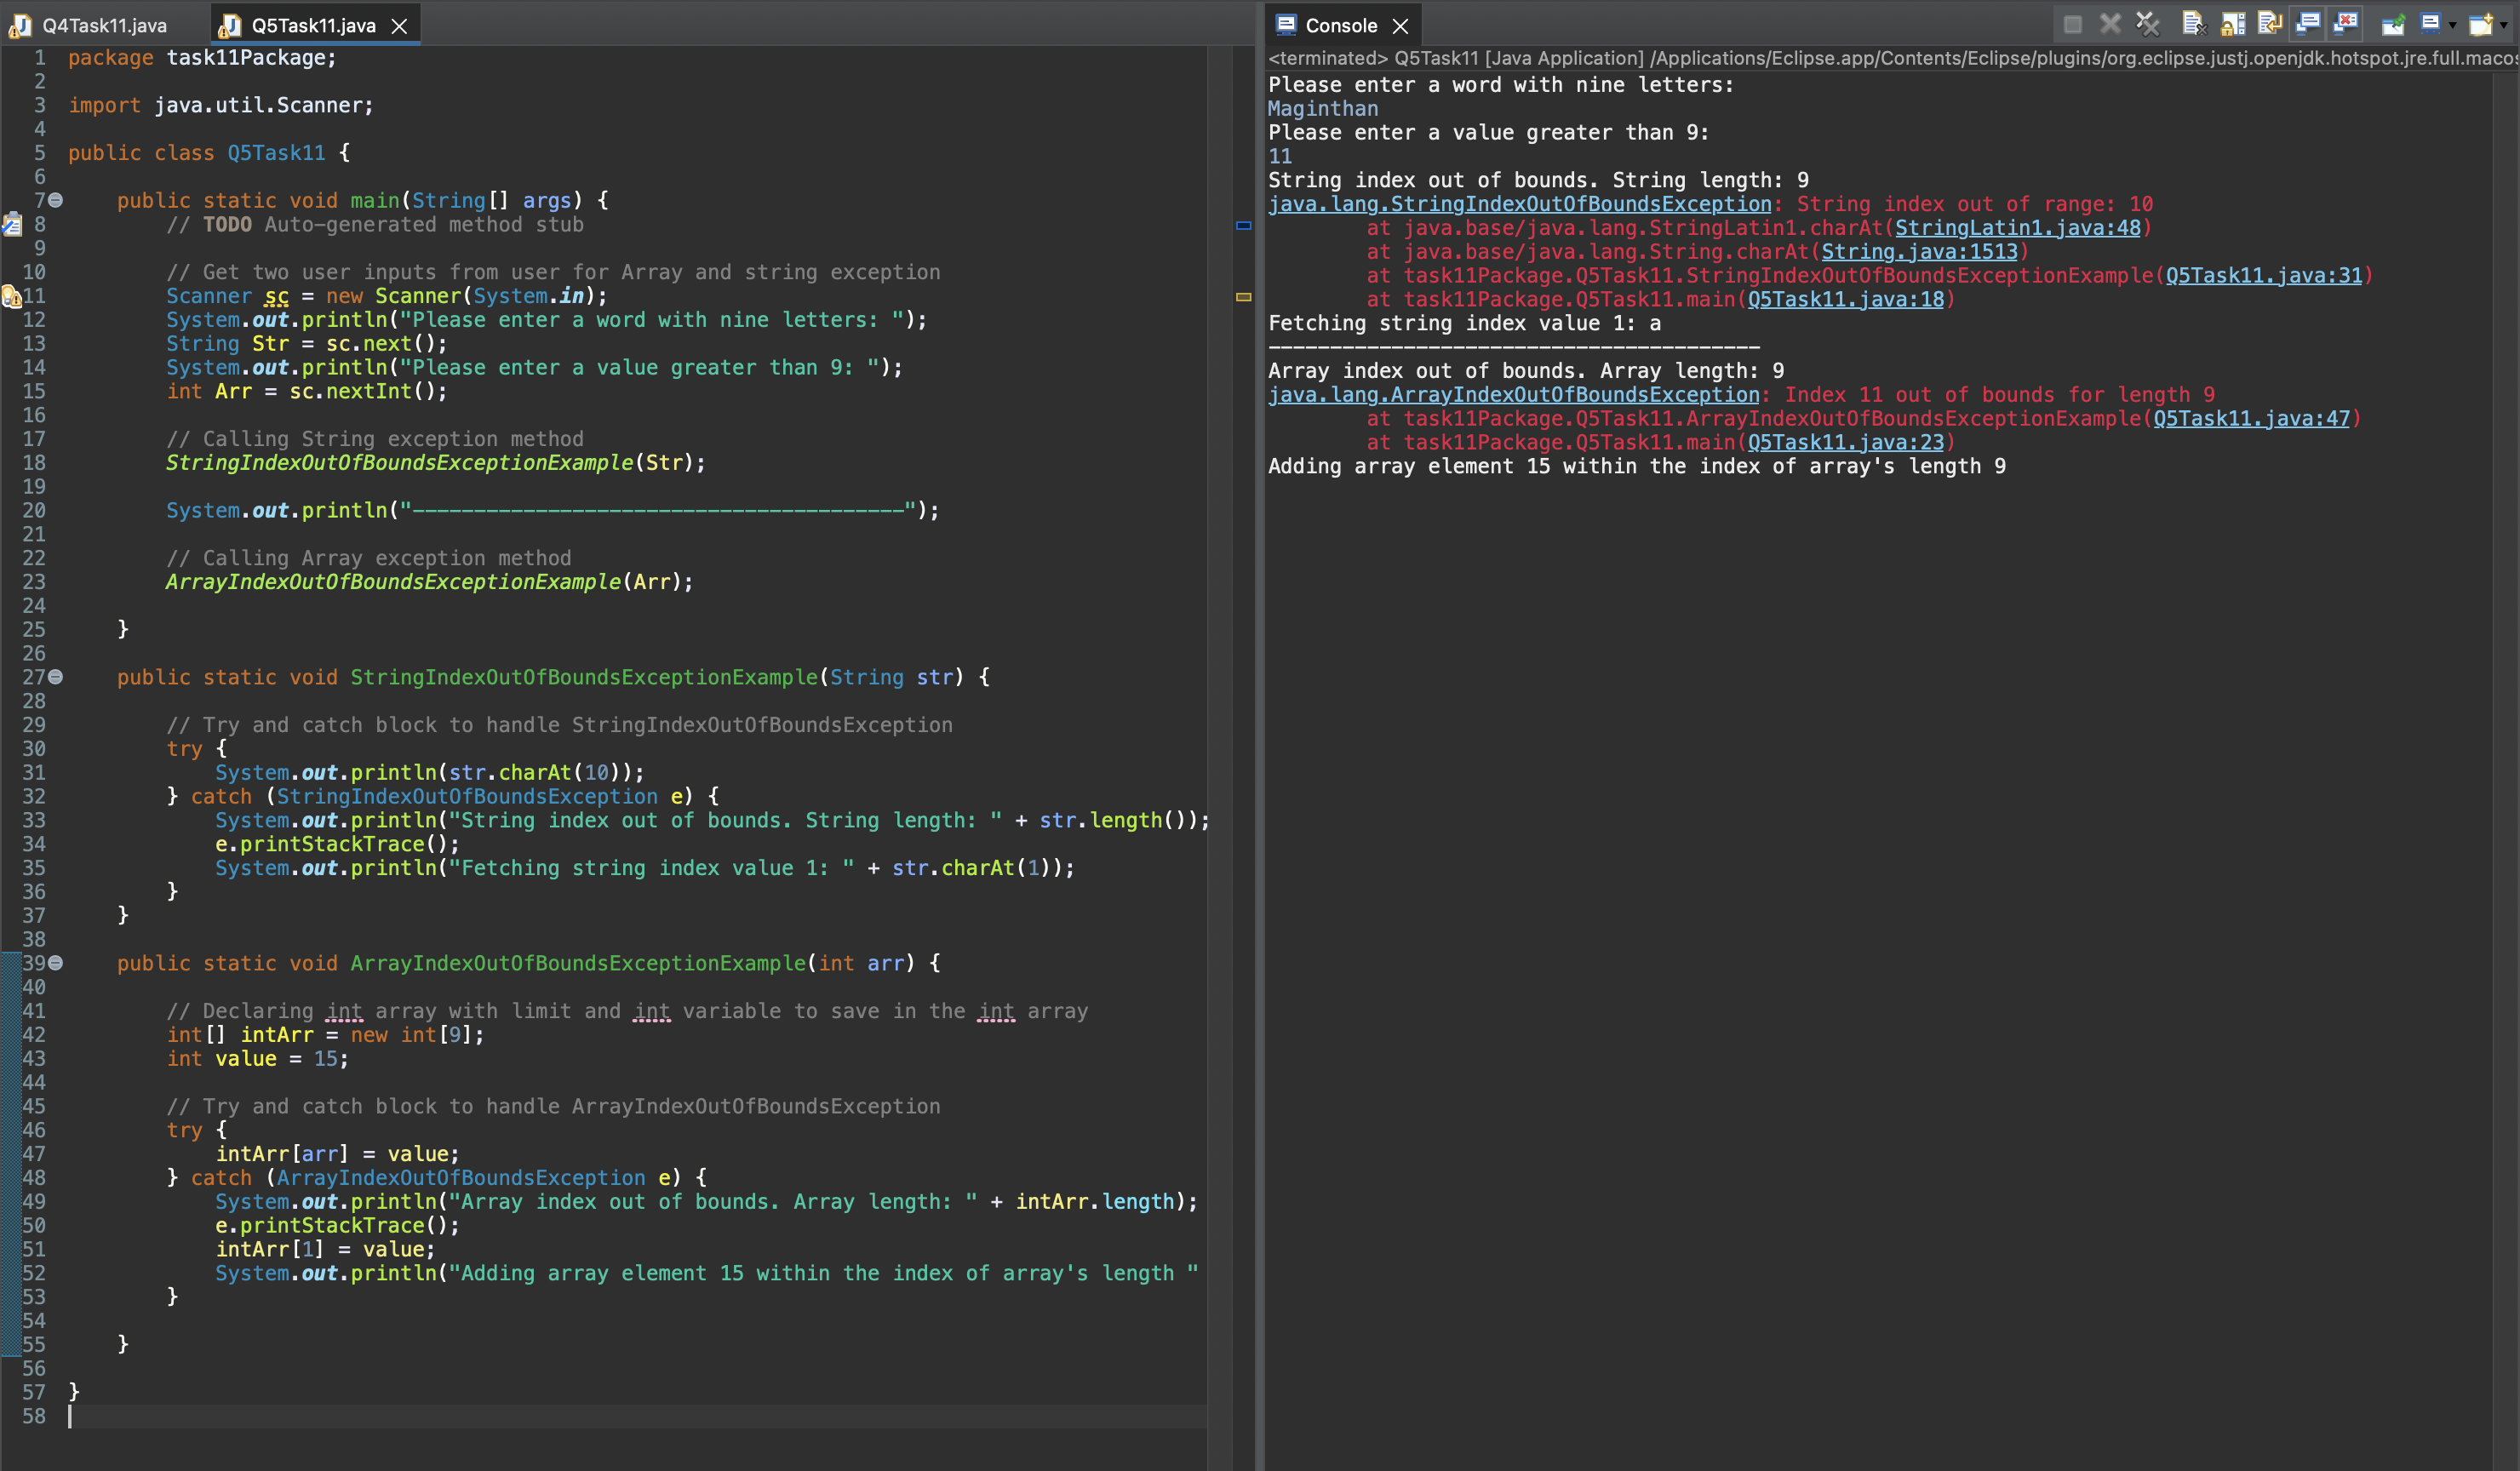 Q4Task11.java
Q5Task11.java
1 package task11Package;
2
3 import java.util.Scanner;
4
5 public class Q5Task11 {
6
7 public static void main(String[] args) {
8 // TODO Auto-generated method stub
9
10 // Get two user inputs from user for Array and string exception
11 Scanner sc = new Scanner(System.in);
12 System.out.println("Please enter a word with nine letters: ");
13 String Str = sc.next();
14 System.out.println("Please enter a value greater than 9: ");
15 int Arr = sc.nextInt();
16
17 // Calling String exception method
18 StringIndexOutOfBoundsExceptionExample(Str);
19
20 System.out.println("----------------------------------------");
21
22 // Calling Array exception method
23 ArrayIndexOutOfBoundsExceptionExample(Arr);
24
25 }
26
27 public static void StringIndexOutOfBoundsExceptionExample(String str) {
28
29 // Try and catch block to handle StringIndexOutOfBoundsException
30 try {
31 System.out.println(str.charAt(10));
32 } catch (StringIndexOutOfBoundsException e) {
33 System.out.println("String index out of bounds. String length: " + str.length());
34 e.printStackTrace();
35 System.out.println("Fetching string index value 1: " + str.charAt(1));
36 }
37 }
38
39 public static void ArrayIndexOutOfBoundsExceptionExample(int arr) {
40
41 // Declaring int array with limit and int variable to save in the int array
42 int[] intArr = new int[9];
43 int value = 15;
44
45 // Try and catch block to handle ArrayIndexOutOfBoundsException
46 try {
47 intArr[arr] = value;
48 } catch (ArrayIndexOutOfBoundsException e) {
49 System.out.println("Array index out of bounds. Array length: " + intArr.length);
50 e.printStackTrace();
51 intArr[1] = value;
52 System.out.println("Adding array element 15 within the index of array's length "
53 }
54
55 }
56
57 }
58
Console
<terminated> Q5Task11 [Java Application] /Applications/Eclipse.app/Contents/Eclipse/plugins/org.eclipse.justj.openjdk.hotspot.jre.full.macos
Please enter a word with nine letters:
Maginthan
Please enter a value greater than 9:
11
String index out of bounds. String length: 9
java.lang.StringIndexOutOfBoundsException: String index out of range: 10
at java.base/java.lang.StringLatin1.charAt(StringLatin1.java:48)
at java.base/java.lang.String.charAt(String.java:1513)
at task11Package.Q5Task11.StringIndexOutOfBoundsExceptionExample(Q5Task11.java:31)
at task11Package.Q5Task11.main(Q5Task11.java:18)
Fetching string index value 1: a
----------------------------------------
Array index out of bounds. Array length: 9
java.lang.ArrayIndexOutOfBoundsException: Index 11 out of bounds for length 9
at task11Package.Q5Task11.ArrayIndexOutOfBoundsExceptionExample(Q5Task11.java:47)
at task11Package.Q5Task11.main(Q5Task11.java:23)
Adding array element 15 within the index of array's length 9